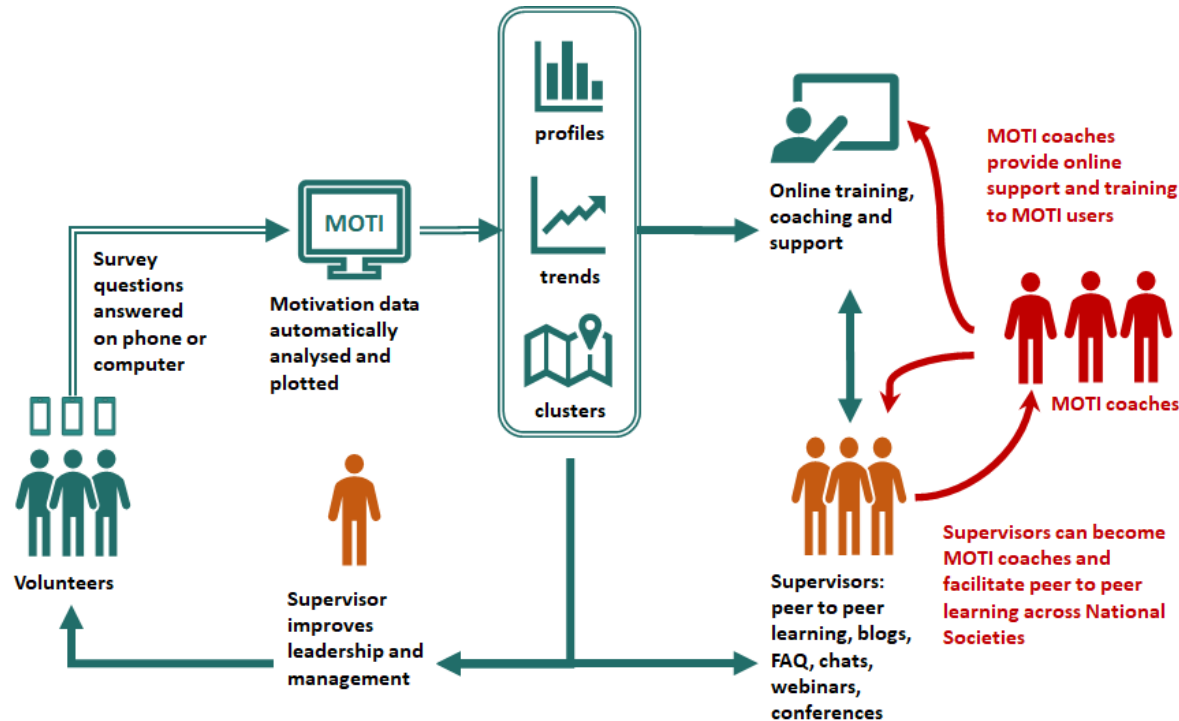 profiles
trends
clusters
MOTI
Survey
questions
answered
on phone or
computer
Motivation data
automatically
analysed and
plotted
Online training,
coaching and
support
MOTI coaches
provide online
support and training
to MOTI users
MOTI coaches
Volunteers
Supervisor
improves
leadership and
management
Supervisors:
peer to peer
learning, blogs,
FAQ, chats,
webinars,
conferences
Supervisors can become
MOTI coaches and
facilitate peer to peer
learning across National
Societies